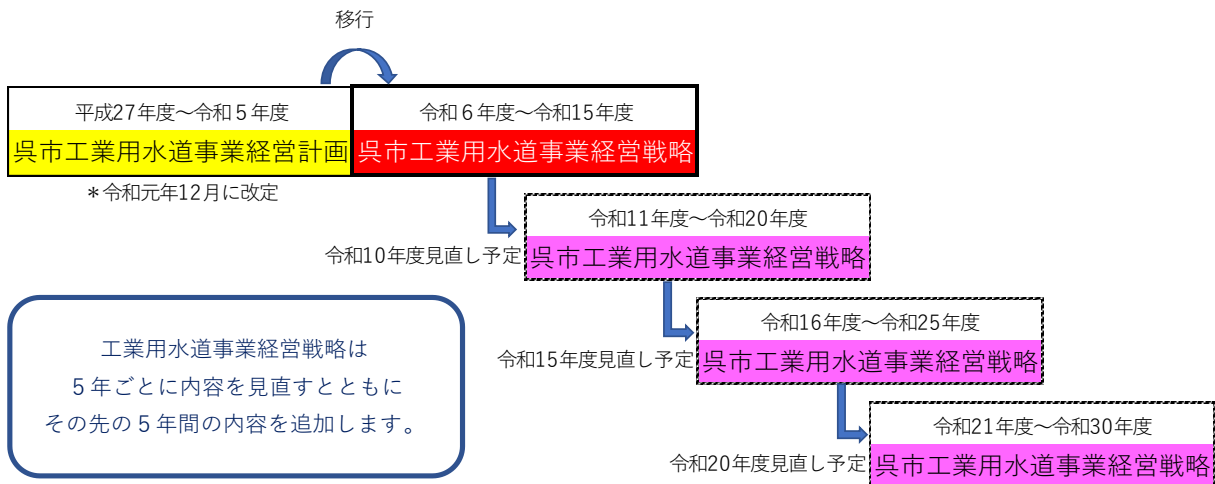 移行
平成27年度～令和5年度
令和6年度～令和15年度
呉市工業用水道事業経営計画
呉市工業用水道事業経営戦略
＊令和元年12月に改定
令和11年度～令和20年度
令和10年度見直し予定
呉市工業用水道事業経営戦略
令和16年度～令和25年度
令和15年度見直し予定
呉市工業用水道事業経営戦略
令和21年度～令和30年度
令和20年度見直し予定
呉市工業用水道事業経営戦略
工業用水道事業経営戦略は
5年ごとに内容を見直すとともに
その先の5年間の内容を追加します。